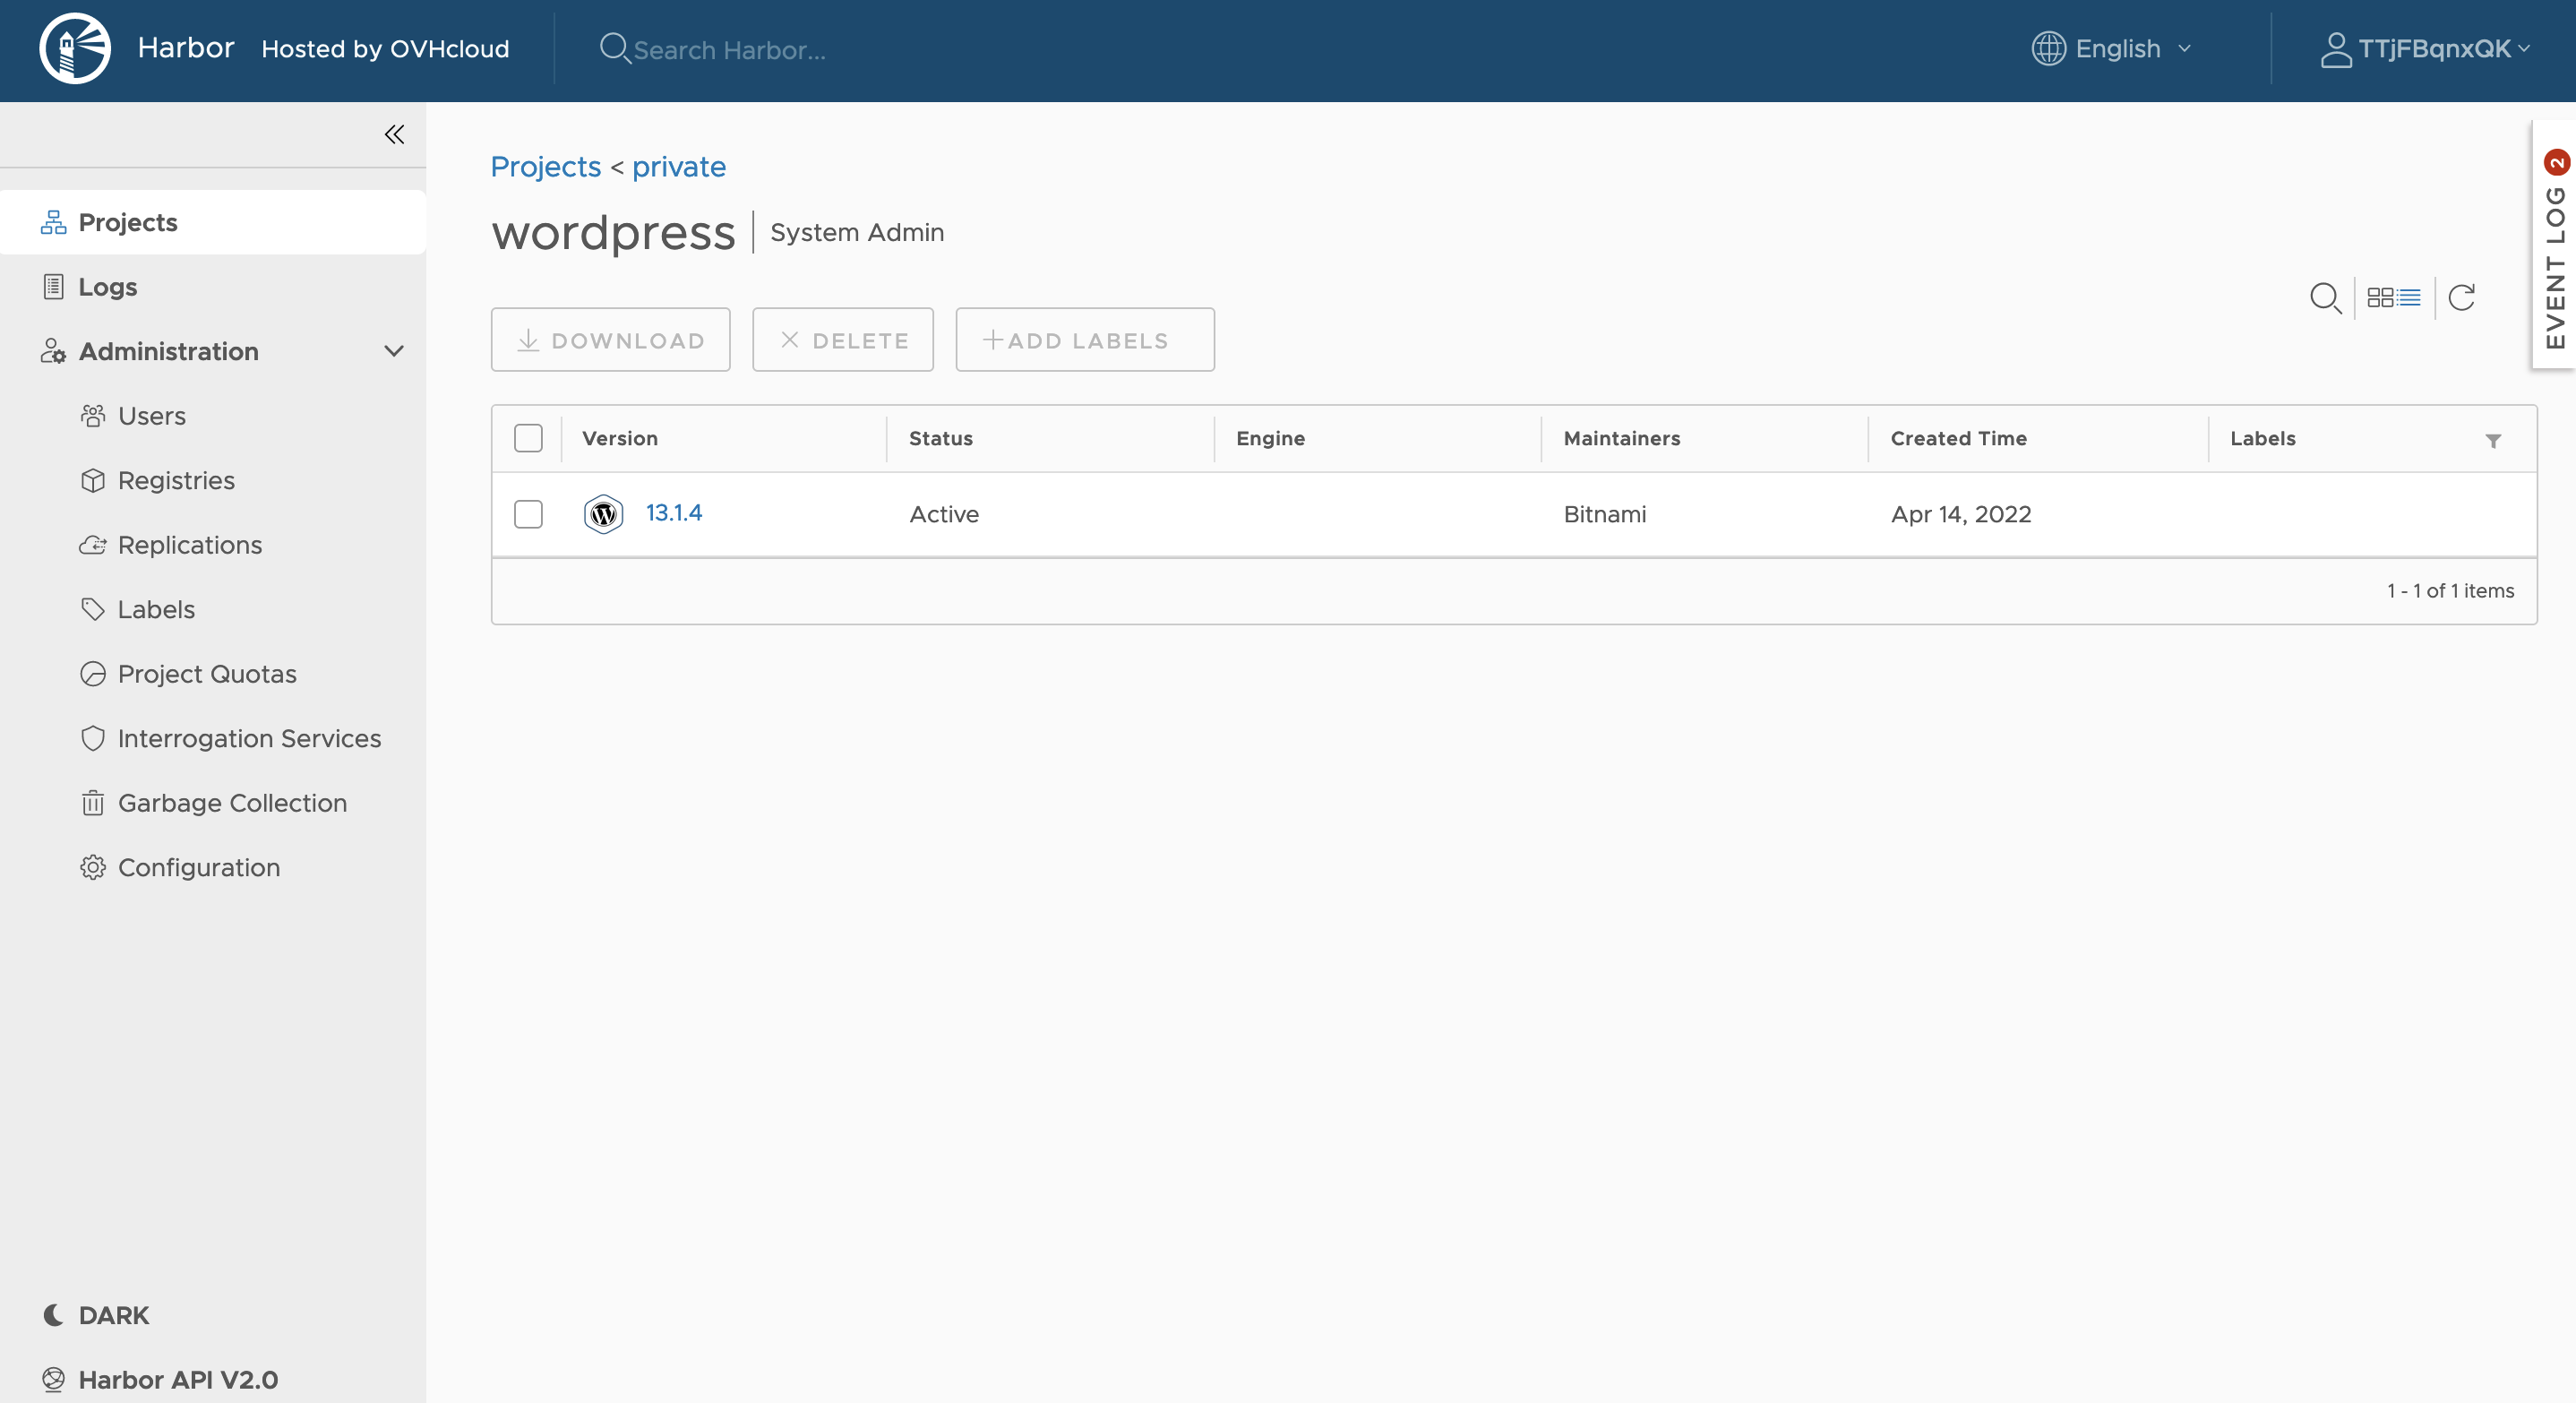 Harbor Hosted by OVHcloud Search Harbor... English TTjFBqnxQK
Projects
Logs
Administration
Users
Registries
Replications
Labels
Project Quotas
Interrogation Services
Garbage Collection
Configuration
DARK
Harbor API V2.0
Projects < private
wordpress System Admin
DOWNLOAD DELETE ADD LABELS
Version Status Engine Maintainers Created Time Labels
13.1.4 Active Bitnami Apr 14, 2022
1 - 1 of 1 items
EVENT LOG 2